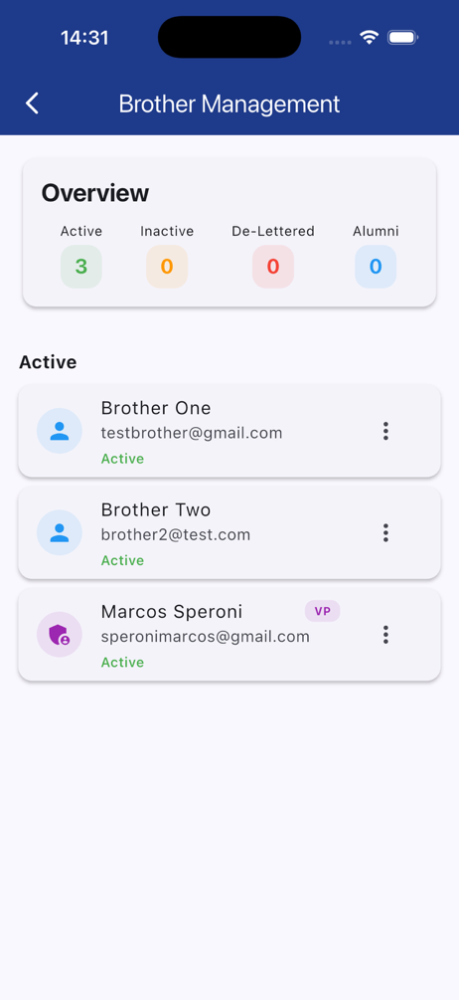 14:31
Brother Management
Overview
Active Inactive De-Lettered Alumni
3 0 0 0
Active
Brother One
testbrother@gmail.com
Active
Brother Two
brother2@test.com
Active
Marcos Speroni VP
speronimarcos@gmail.com
Active